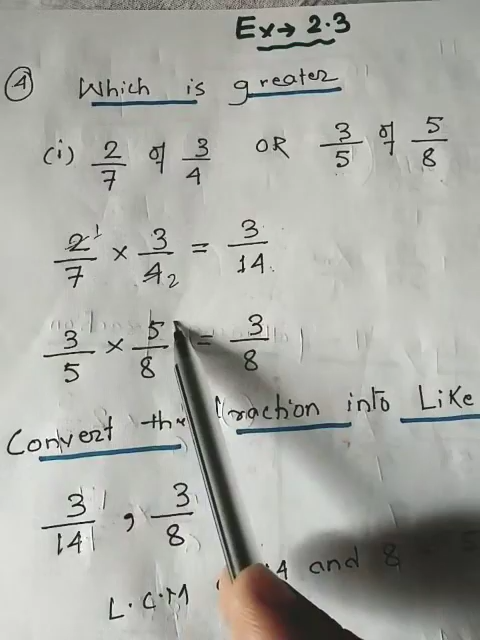 Ex→ 2.3
4 Which is greater
(i) 2/7 of 3/4 OR 3/5 of 5/8
2¹/7 × 3/4₂ = 3/14
3/5 × 5/8 = 3/8
Convert the fraction into Like
3/14 , 3/8
L.C.M and 8